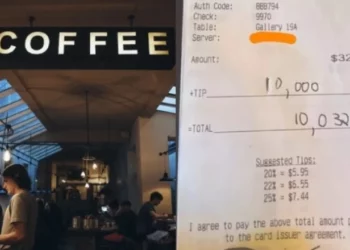 COFFEE
Auth Code: BBB794
Check: 9970
Table: Gallery 19A
Server:
Amount: $32
+TIP 10,000
=TOTAL 10,032
Suggested Tips:
20% = $5.95
22% = $6.55
25% = $7.44
I agree to pay the above total amount
to the card issuer agreement.